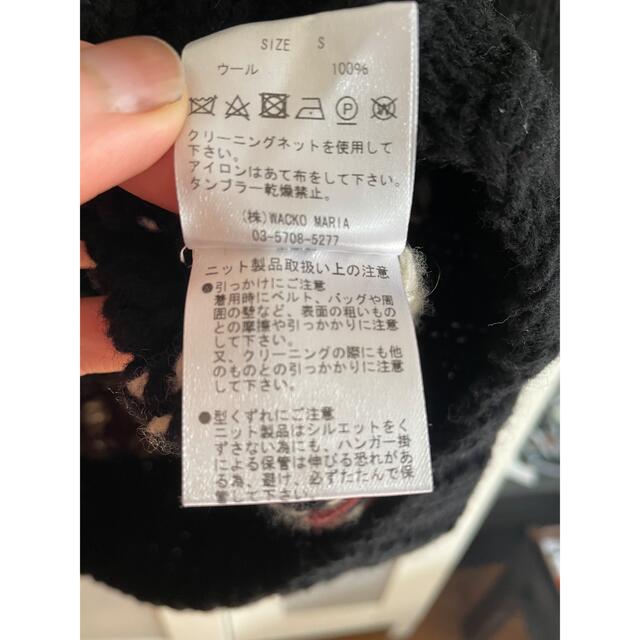 SIZE S
ウール 100%
P W
クリーニングネットを使用して
下さい。
アイロンはあて布をして下さい。
タンブラー乾燥禁止。
(株)WACKO MARIA
03-5708-5277
ニット製品取扱い上の注意
●引っかけにご注意
着用時にベルト、バッグや周
囲の壁など、表面の粗いもの
との摩擦や引っかかりに注意
して下さい。
又、クリーニングの際にも他
のものとの引っかかりに注意
して下さい。
●型くずれにご注意
ニット製品はシルエットをく
ずさない為にも、ハンガー掛
による保管は伸びる恐れがあ
る為、避け、必ずたたんで保
管して下さい。